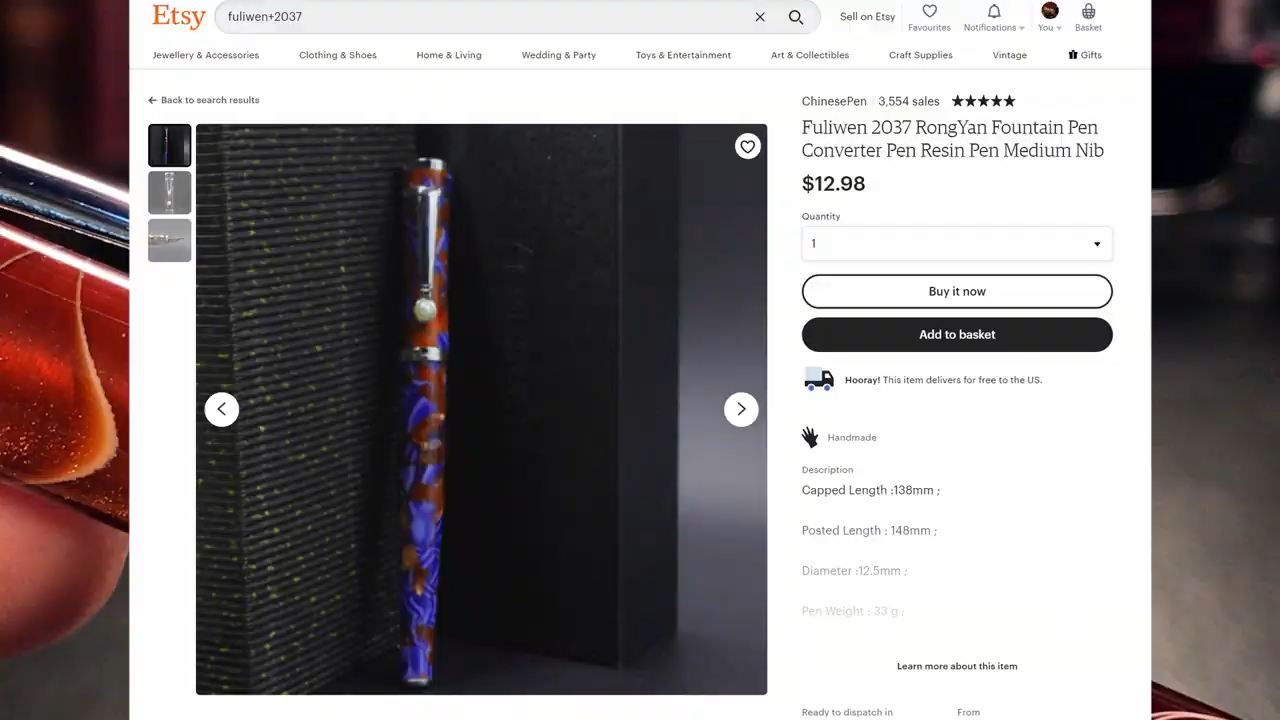 Etsy
fuliwen+2037
Sell on Etsy
Favourites
Notifications
You
Basket
Jewellery & Accessories
Clothing & Shoes
Home & Living
Wedding & Party
Toys & Entertainment
Art & Collectibles
Craft Supplies
Vintage
Gifts
Back to search results
ChinesePen
3,554 sales
Fuliwen 2037 RongYan Fountain Pen
Converter Pen Resin Pen Medium Nib
$12.98
Quantity
1
Buy it now
Add to basket
Hooray! This item delivers for free to the US.
Handmade
Description
Capped Length :138mm ;
Posted Length : 148mm ;
Diameter :12.5mm ;
Pen Weight : 33 g ;
Learn more about this item
Ready to dispatch in
From